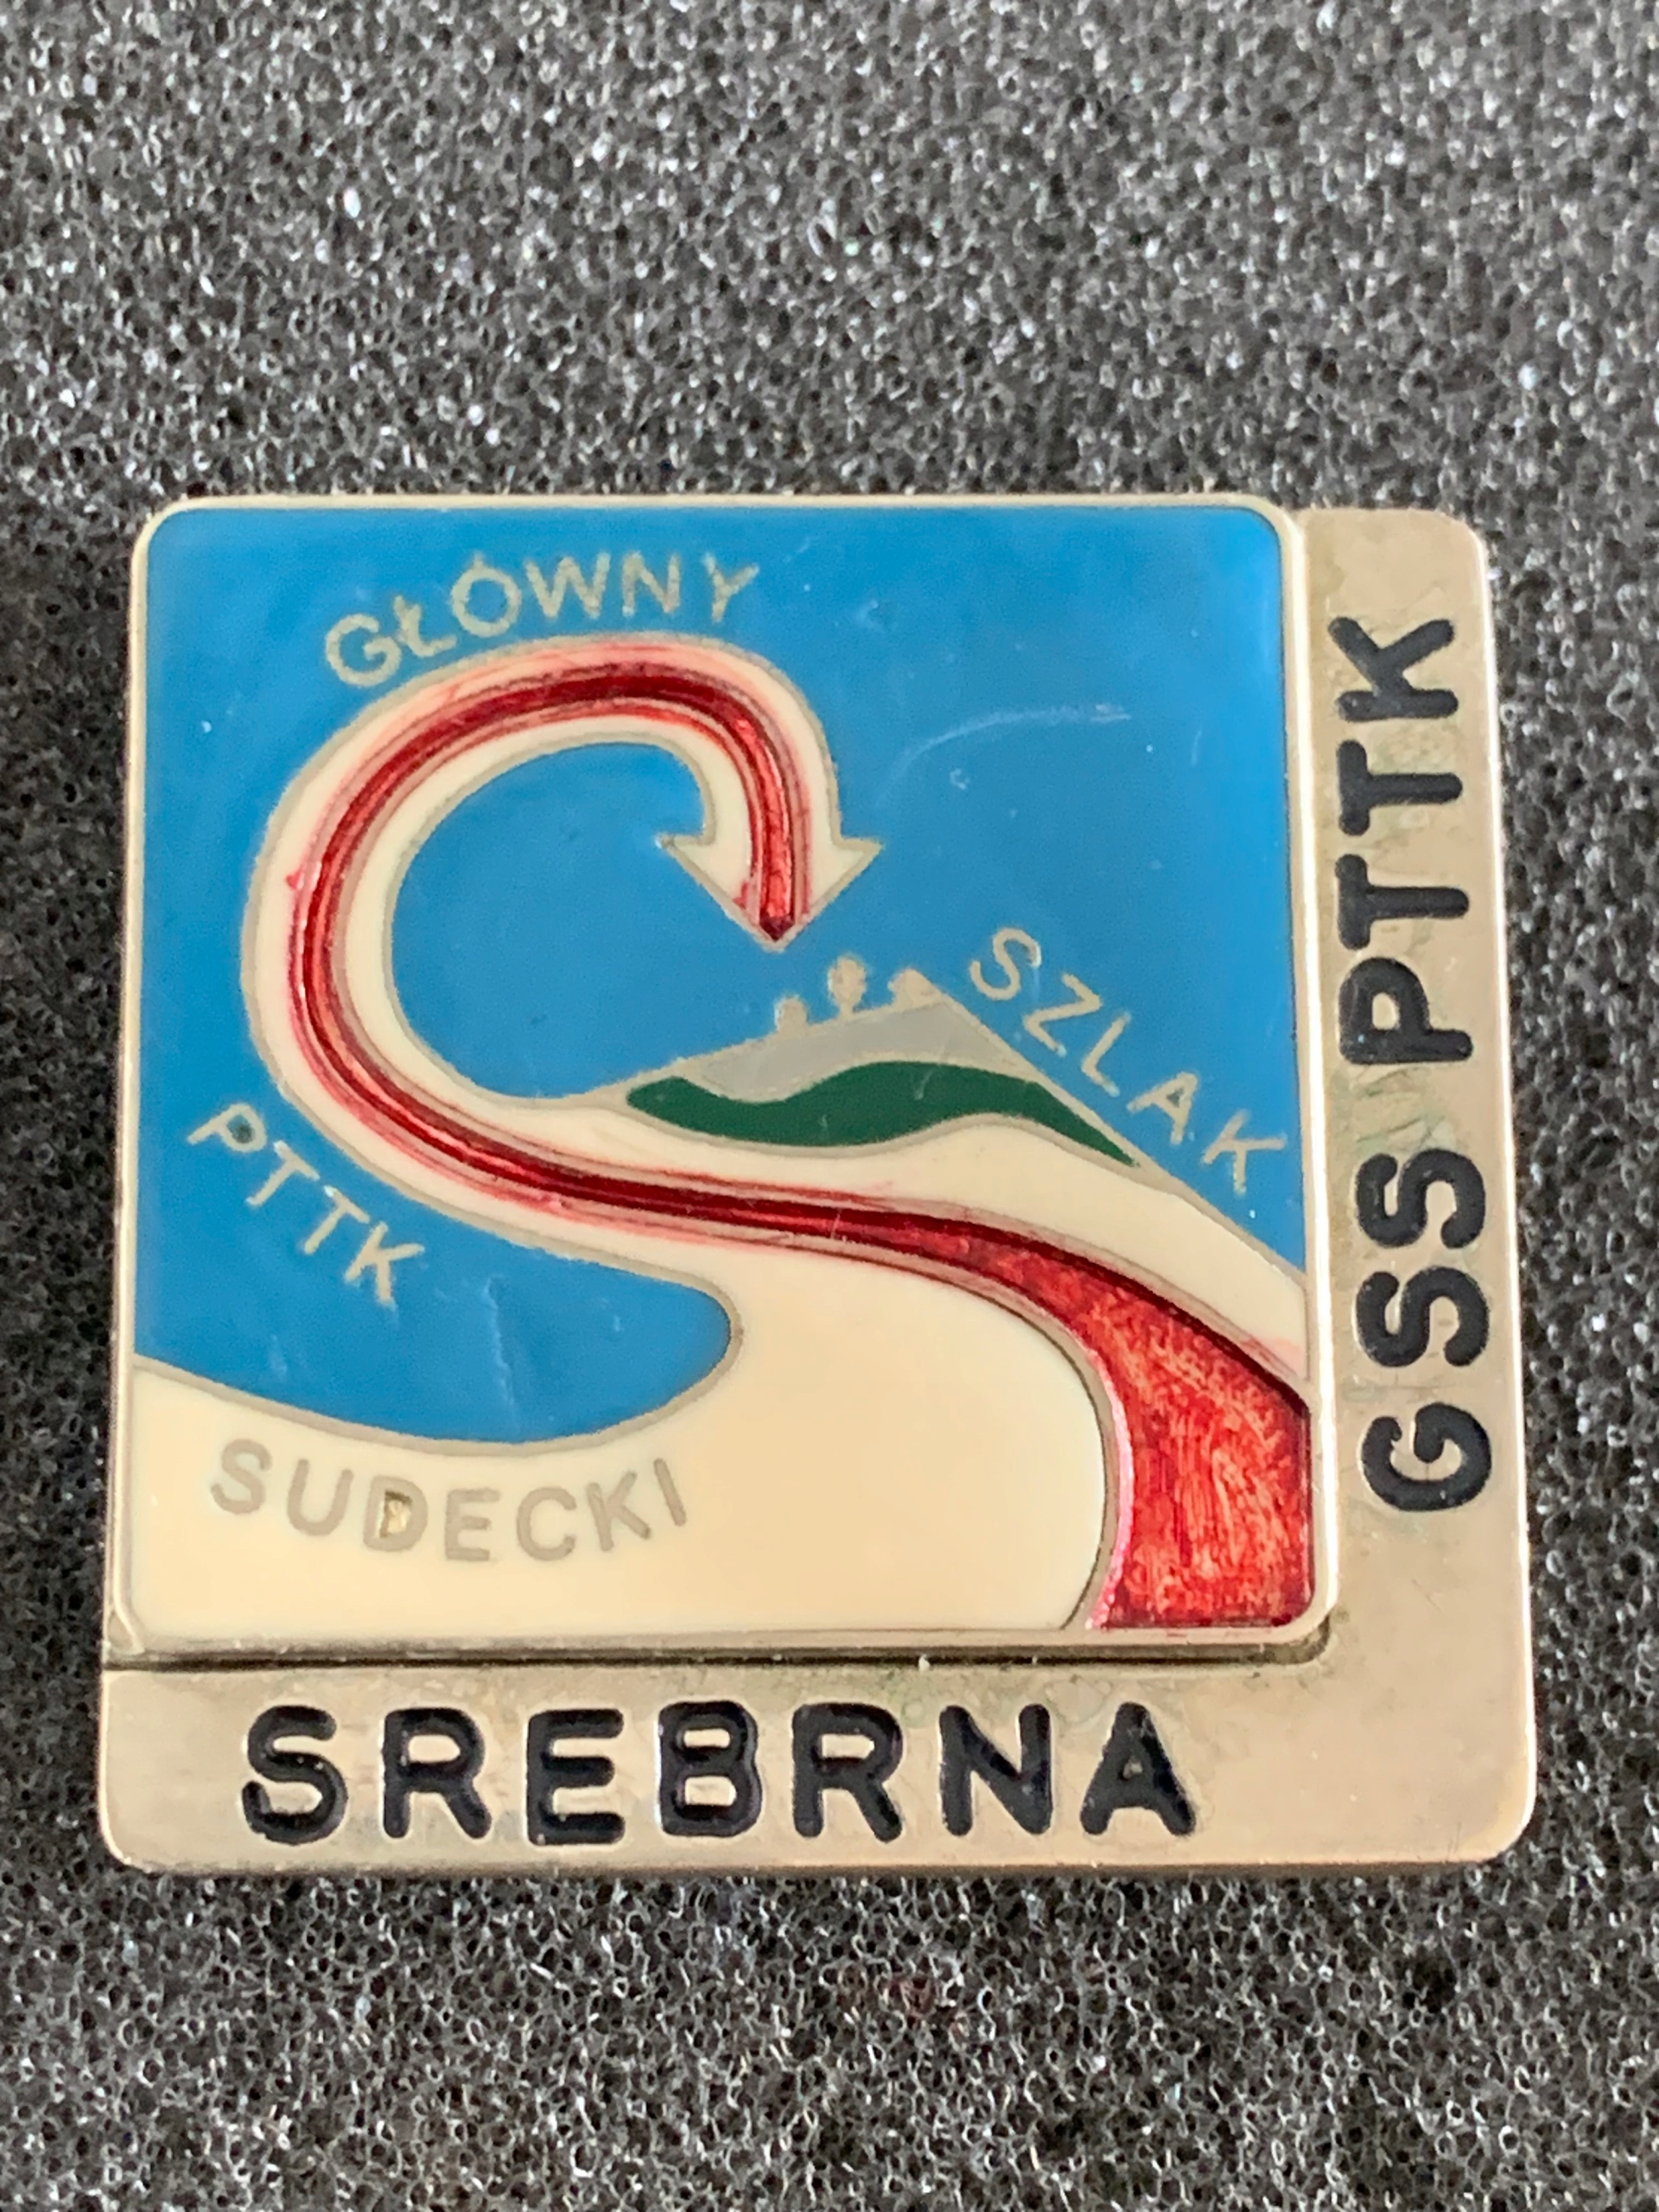 GŁÓWNY
SZLAK
PTTK
SUDECKI
GSS PTTK
SREBRNA